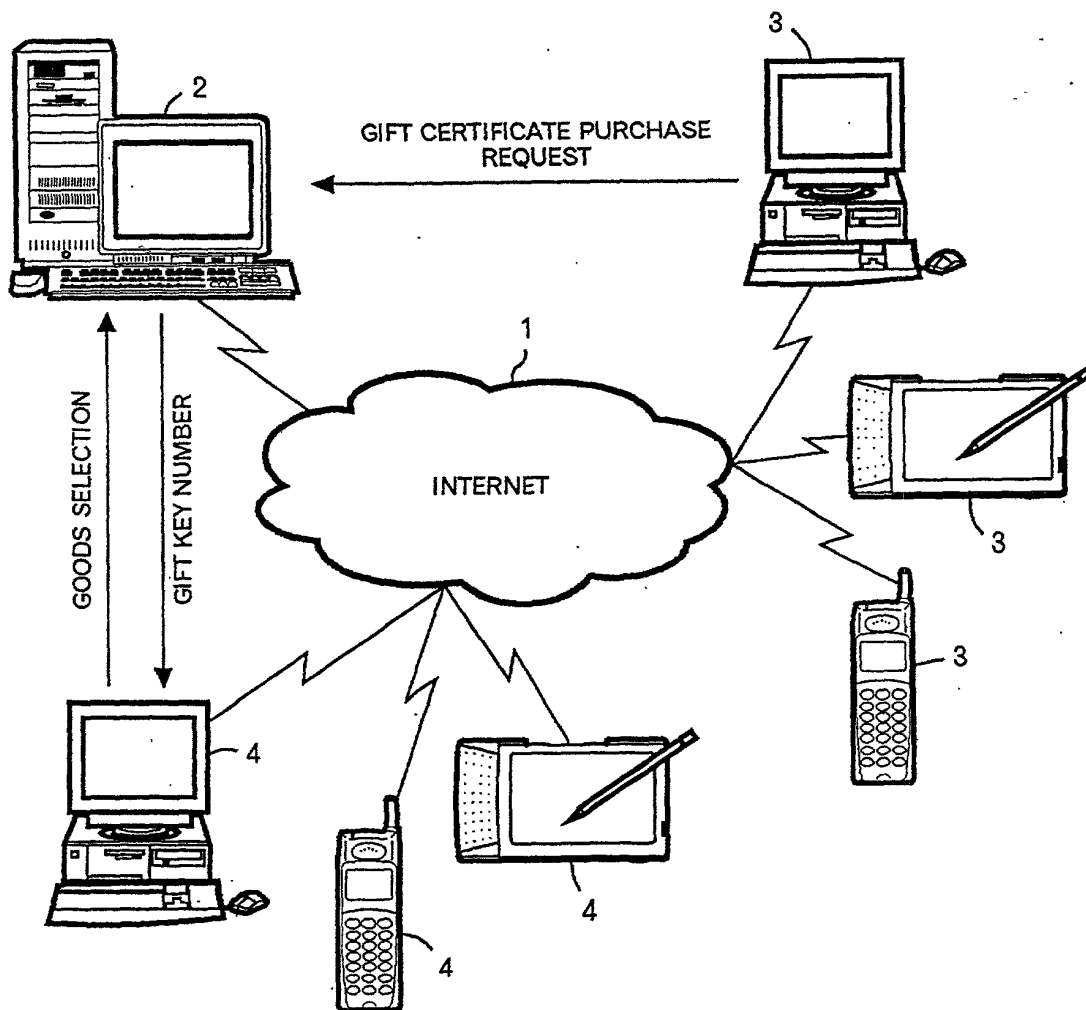 3
2
GIFT CERTIFICATE PURCHASE
REQUEST
1
GOODS SELECTION
GIFT KEY NUMBER
INTERNET
3
3
4
4
4